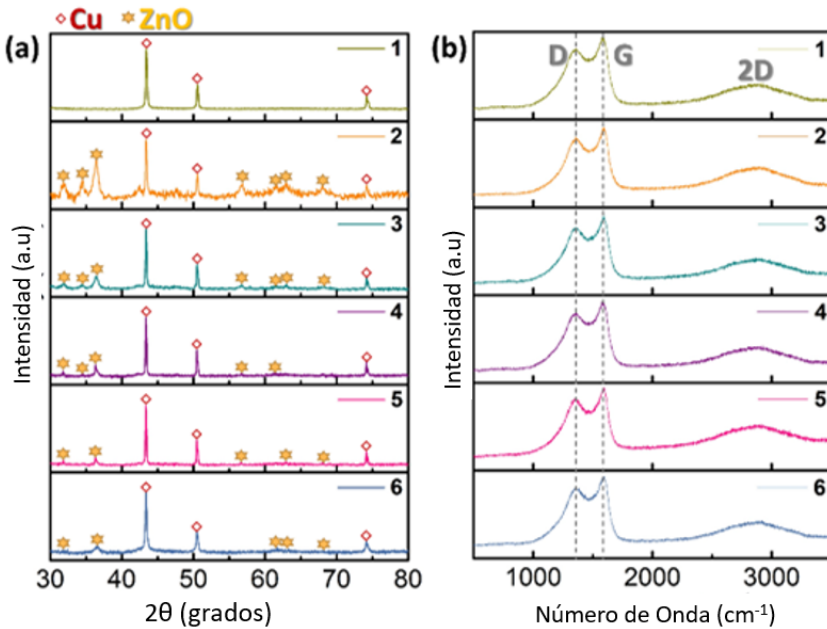 Cu ZnO
(a)
1
2
3
4
5
6
Intensidad (a.u)
30 40 50 60 70 80
2θ (grados)
(b)
D G 2D
1
2
3
4
5
6
Intensidad (a.u)
1000 2000 3000
Número de Onda (cm-1)